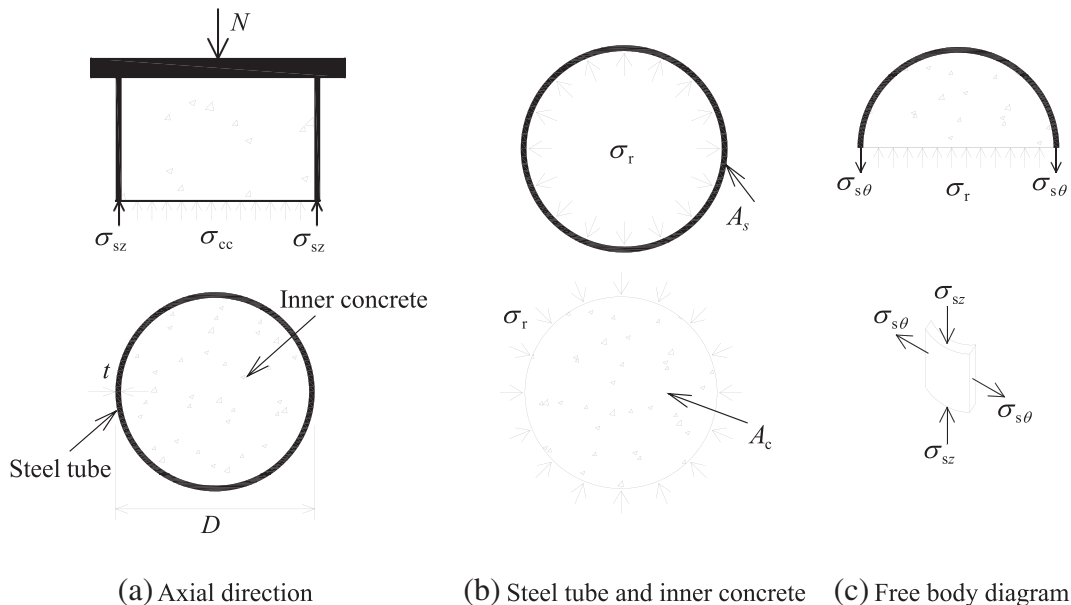 N
σsz
σcc
σsz
Inner concrete
t
Steel tube
D
(a) Axial direction
σr
As
σr
Ac
(b) Steel tube and inner concrete
σsθ
σr
σsθ
σsz
σsθ
σsθ
σsz
(c) Free body diagram